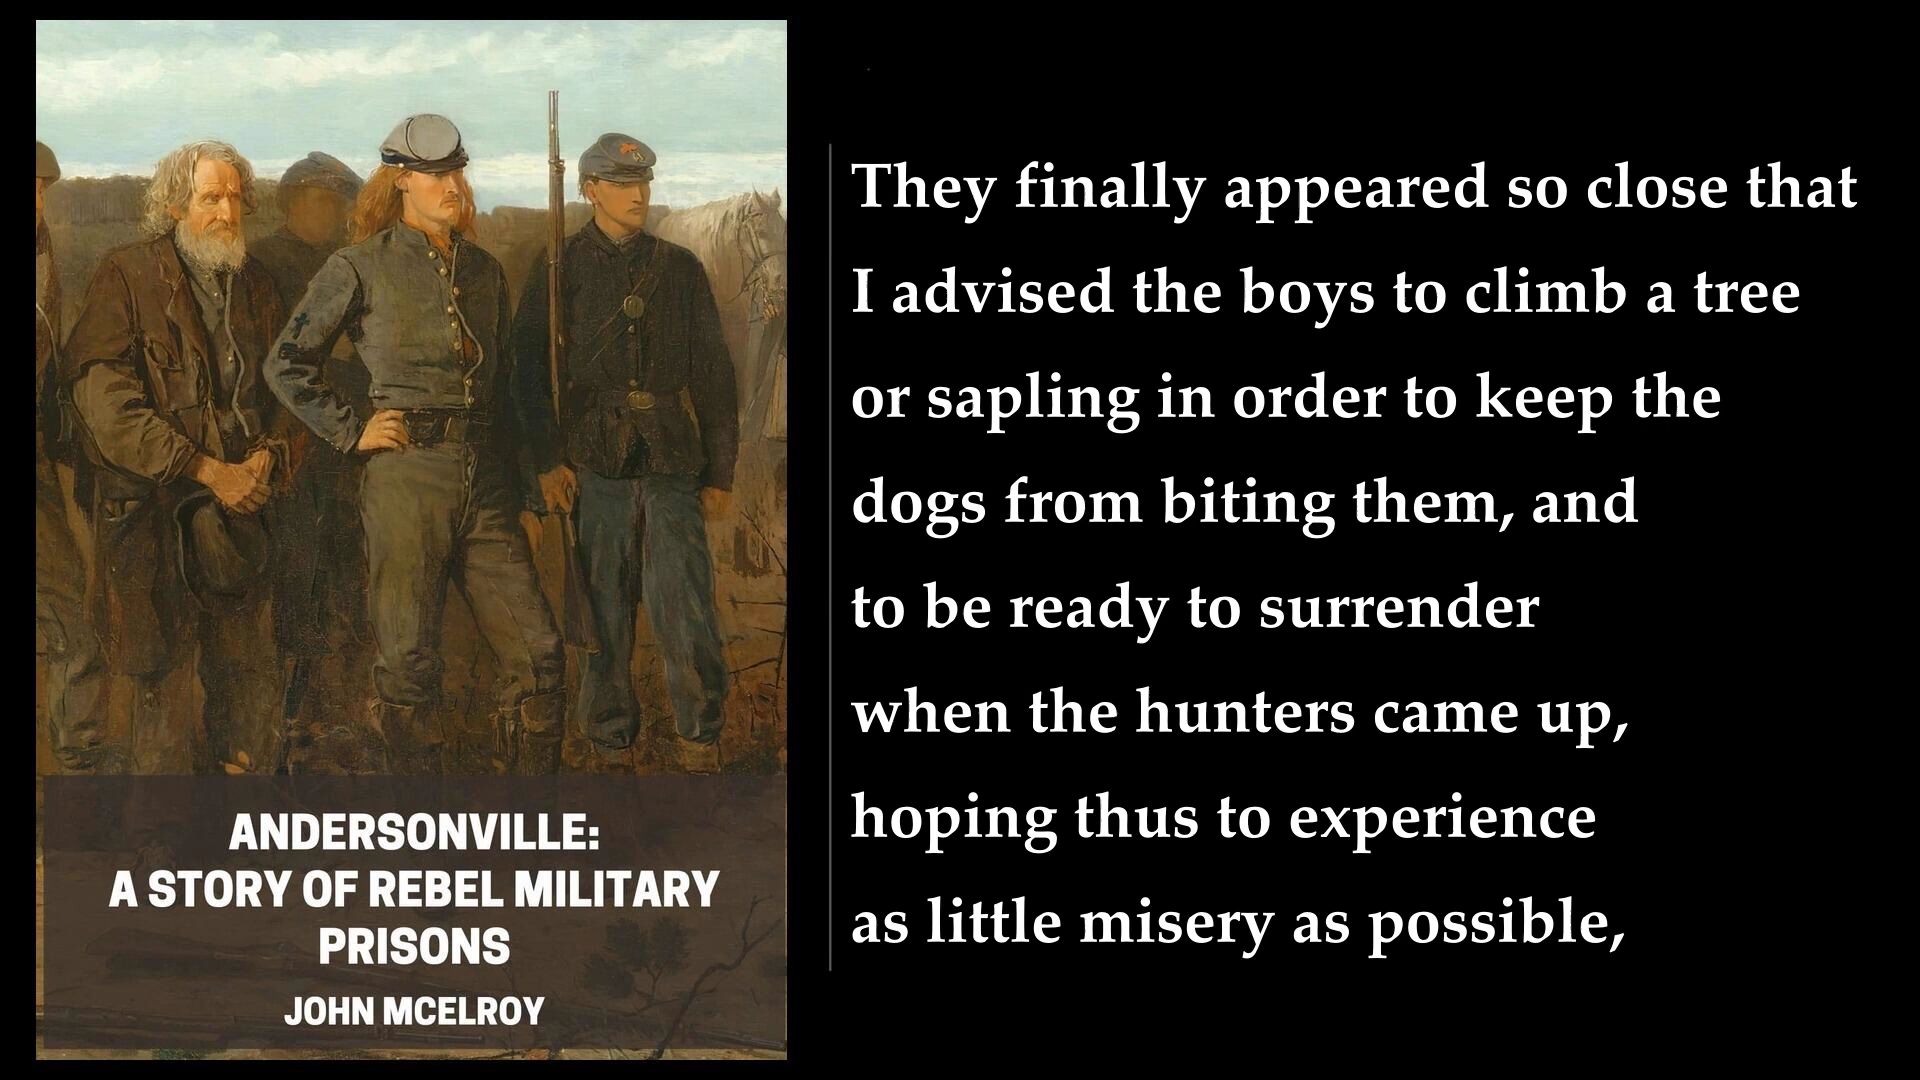 They finally appeared so close that
I advised the boys to climb a tree
or sapling in order to keep the
dogs from biting them, and
to be ready to surrender
when the hunters came up,
hoping thus to experience
as little misery as possible,
ANDERSONVILLE:
A STORY OF REBEL MILITARY
PRISONS
JOHN MCELROY